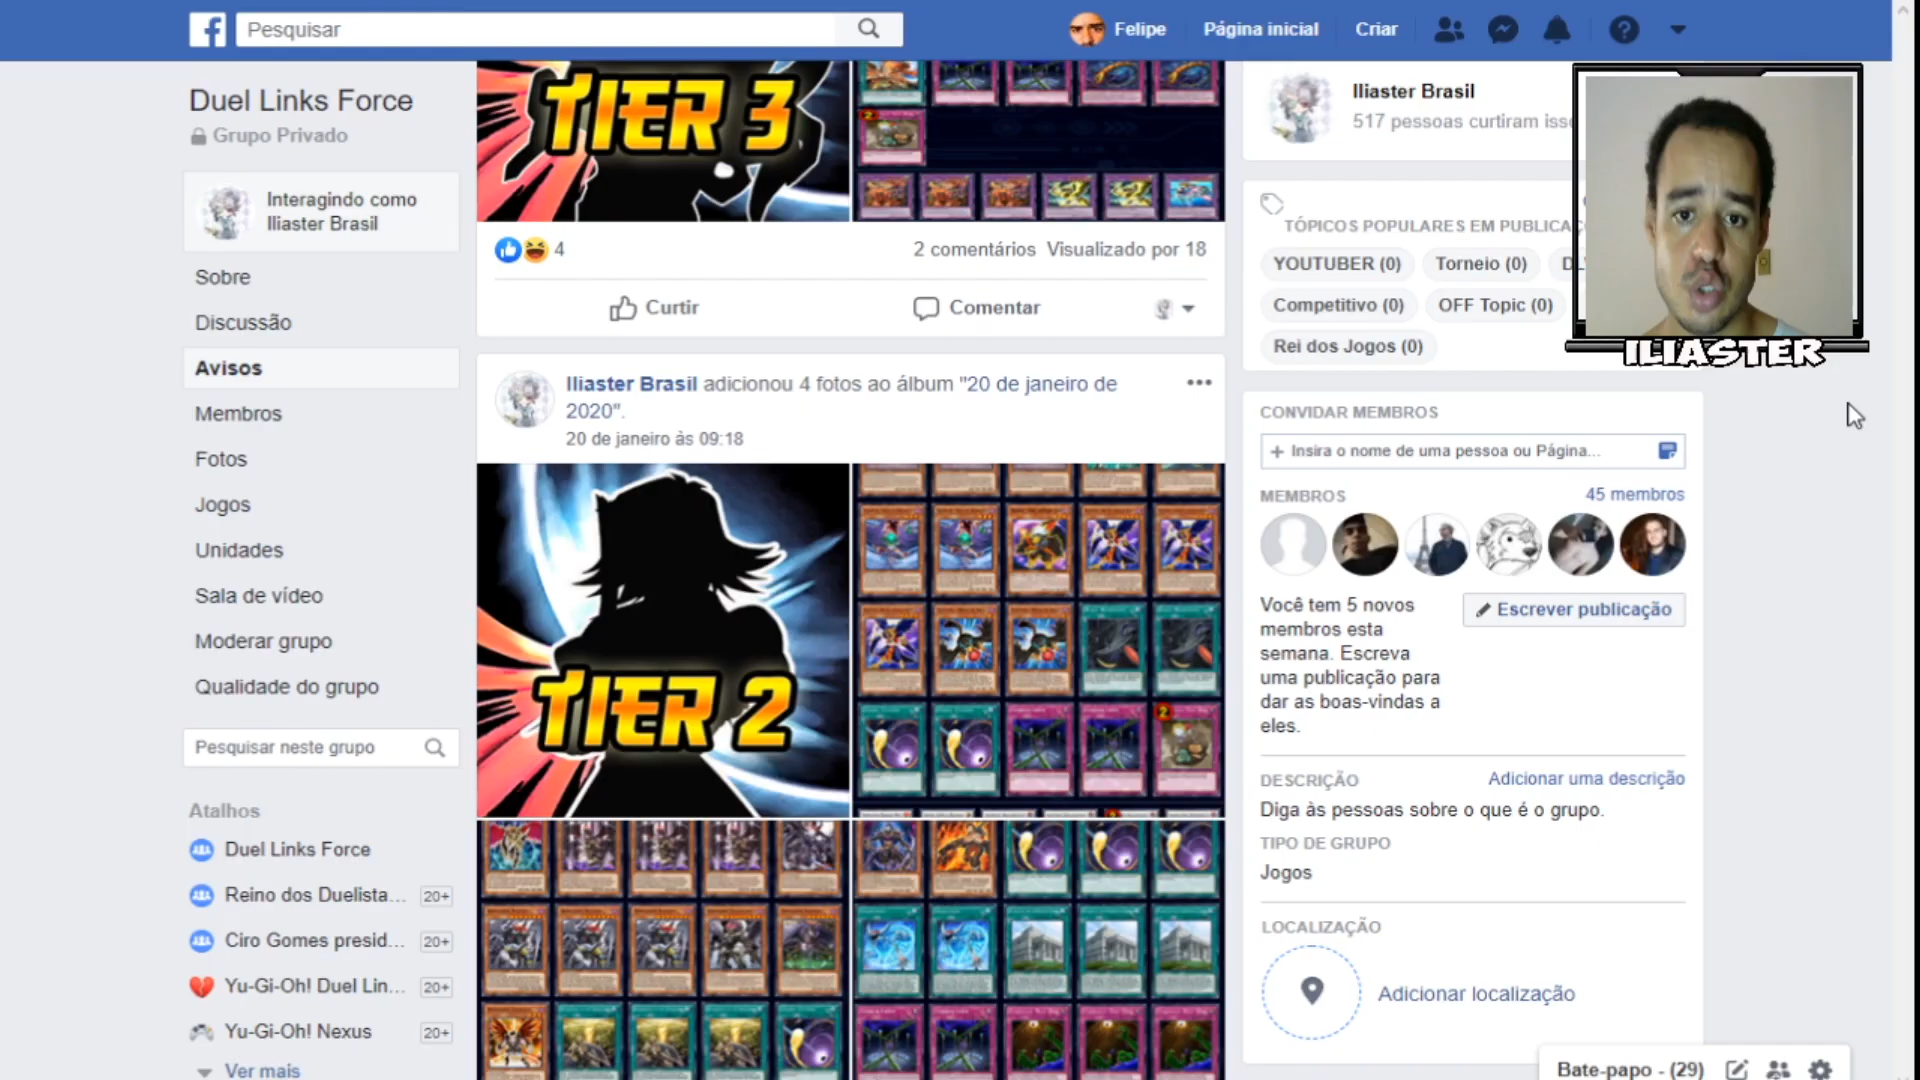 Pesquisar
Felipe
Página inicial
Criar
Duel Links Force
Grupo Privado
Interagindo como
Iliaster Brasil
Sobre
Discussão
Avisos
Membros
Fotos
Jogos
Unidades
Sala de vídeo
Moderar grupo
Qualidade do grupo
Pesquisar neste grupo
Atalhos
Duel Links Force
Reino dos Duelista... 20+
Ciro Gomes presid... 20+
Yu-Gi-Oh! Duel Lin... 20+
Yu-Gi-Oh! Nexus 20+
Ver mais
TIER 3
2
4
2 comentários Visualizado por 18
Curtir
Comentar
Iliaster Brasil adicionou 4 fotos ao álbum "20 de janeiro de
2020".
20 de janeiro às 09:18
TIER 2
2
Iliaster Brasil
517 pessoas curtiram
TÓPICOS POPULARES EM
YOUTUBER (0)
Torneio (0)
Competitivo (0)
OFF Topic (0)
Rei dos Jogos (0)
ILIASTER
CONVIDAR MEMBROS
+ Insira o nome de uma pessoa ou Página...
MEMBROS
45 membros
Você tem 5 novos
membros esta
semana. Escreva
uma publicação para
dar as boas-vindas a
eles.
Escrever publicação
DESCRIÇÃO
Adicionar uma descrição
Diga às pessoas sobre o que é o grupo.
TIPO DE GRUPO
Jogos
LOCALIZAÇÃO
Adicionar localização
Bate-papo - (29)